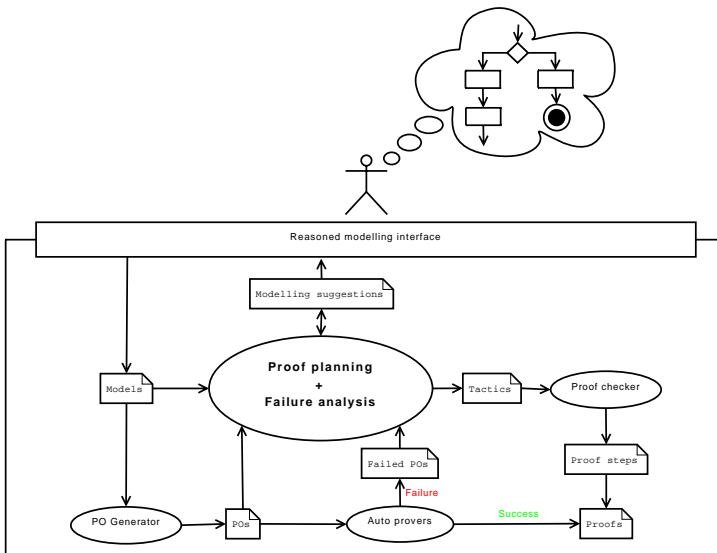 Reasoned modelling interface
Modelling suggestions
Proof planning
+
Failure analysis
Models
Tactics
Proof checker
Failed POs
Proof steps
Failure
Success
PO Generator
POs
Auto provers
Proofs